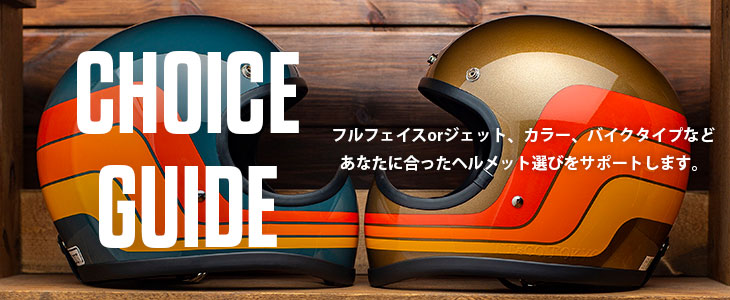 CHOICE
GUIDE
フルフェイスorジェット、カラー、バイクタイプなど
あなたに合ったヘルメット選びをサポートします。